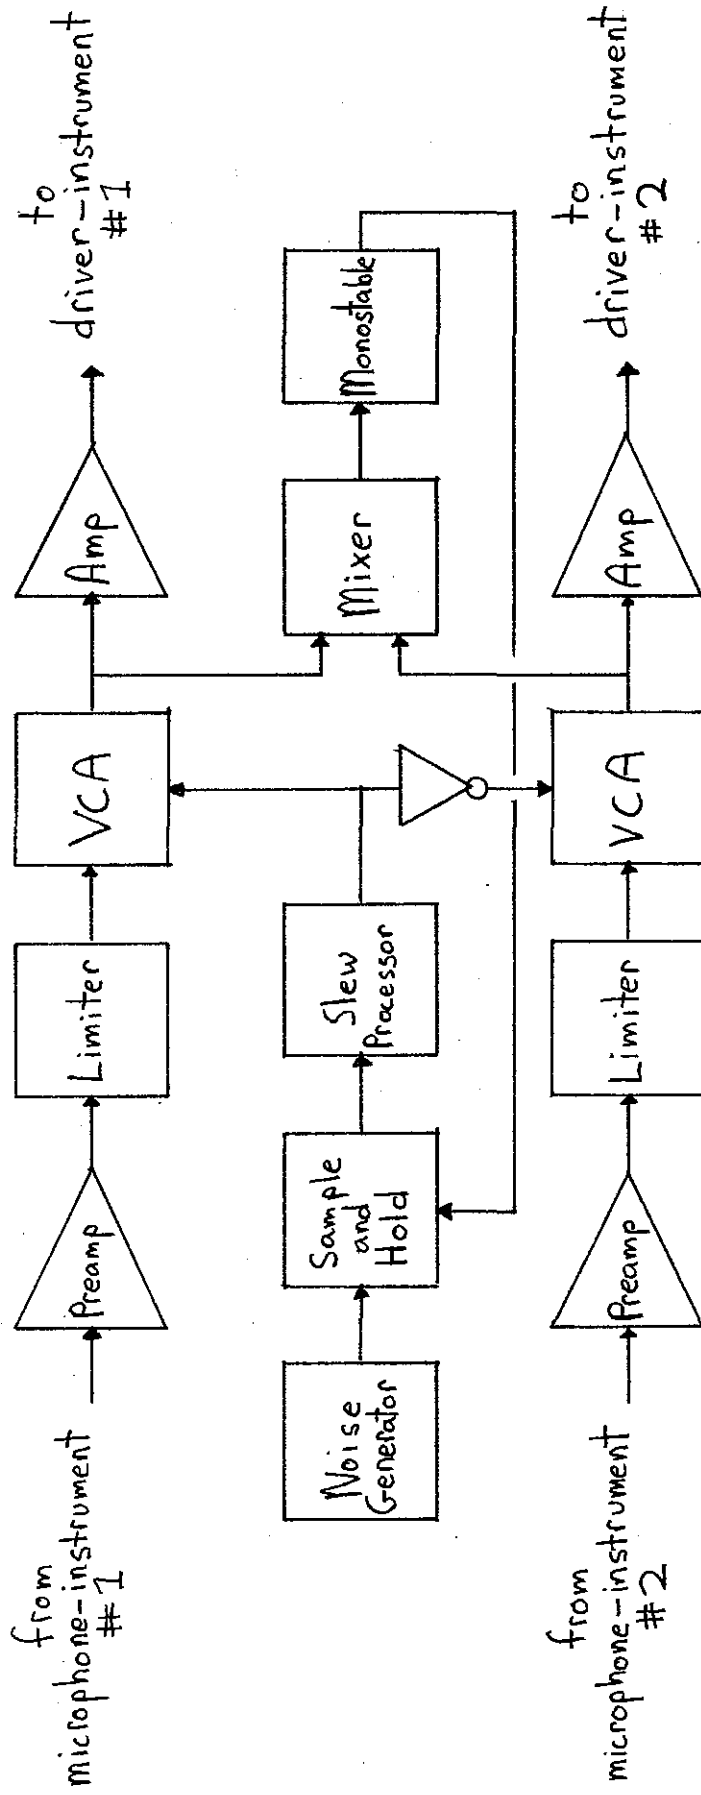 from
microphone-instrument
#1
Preamp
Limiter
VCA
Amp
to
driver-instrument
#1
Noise
Generator
Sample
and
Hold
Slew
Processor
Mixer
Monostable
from
microphone-instrument
#2
Preamp
Limiter
VCA
Amp
to
driver-instrument
#2